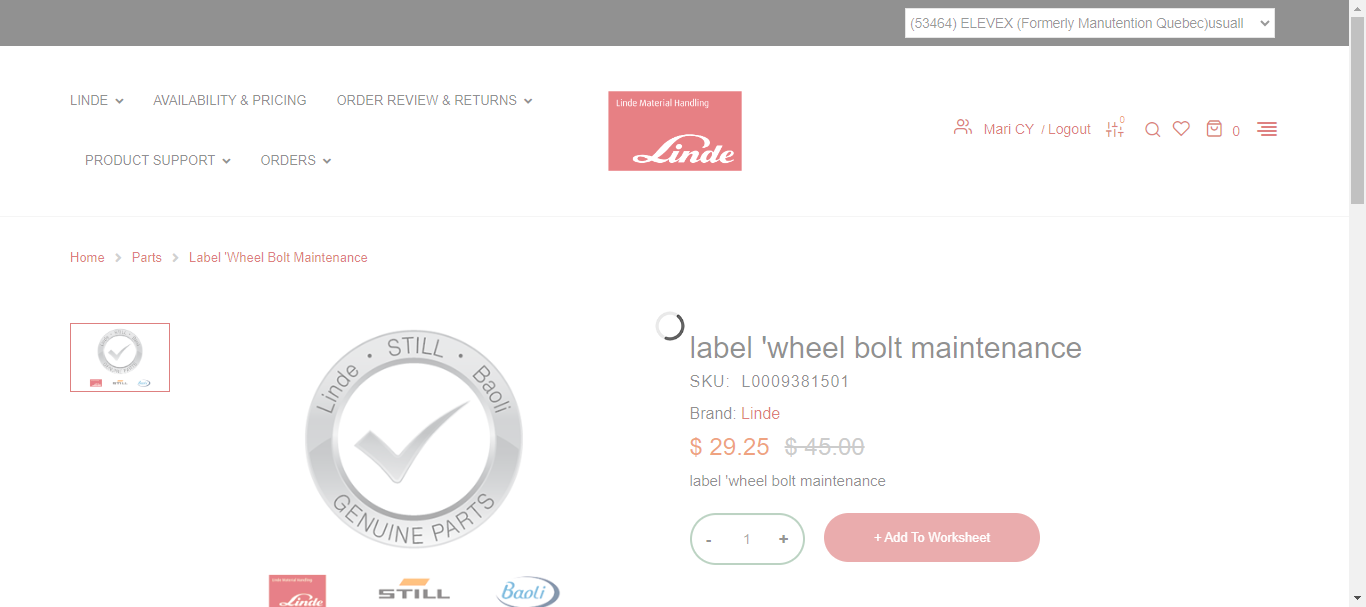 (53464) ELEVEX (Formerly Manutention Quebec)usuall
LINDE
AVAILABILITY & PRICING
ORDER REVIEW & RETURNS
PRODUCT SUPPORT
ORDERS
Linde Material Handling
Linde
Mari CY / Logout
0
0
Home
Parts
Label 'Wheel Bolt Maintenance
Linde • STILL • Baoli
GENUINE PARTS
Linde Material Handling
Linde
STILL
Baoli
label 'wheel bolt maintenance
SKU: L0009381501
Brand: Linde
$ 29.25 $ 45.00
label 'wheel bolt maintenance
- 1 +
+ Add To Worksheet